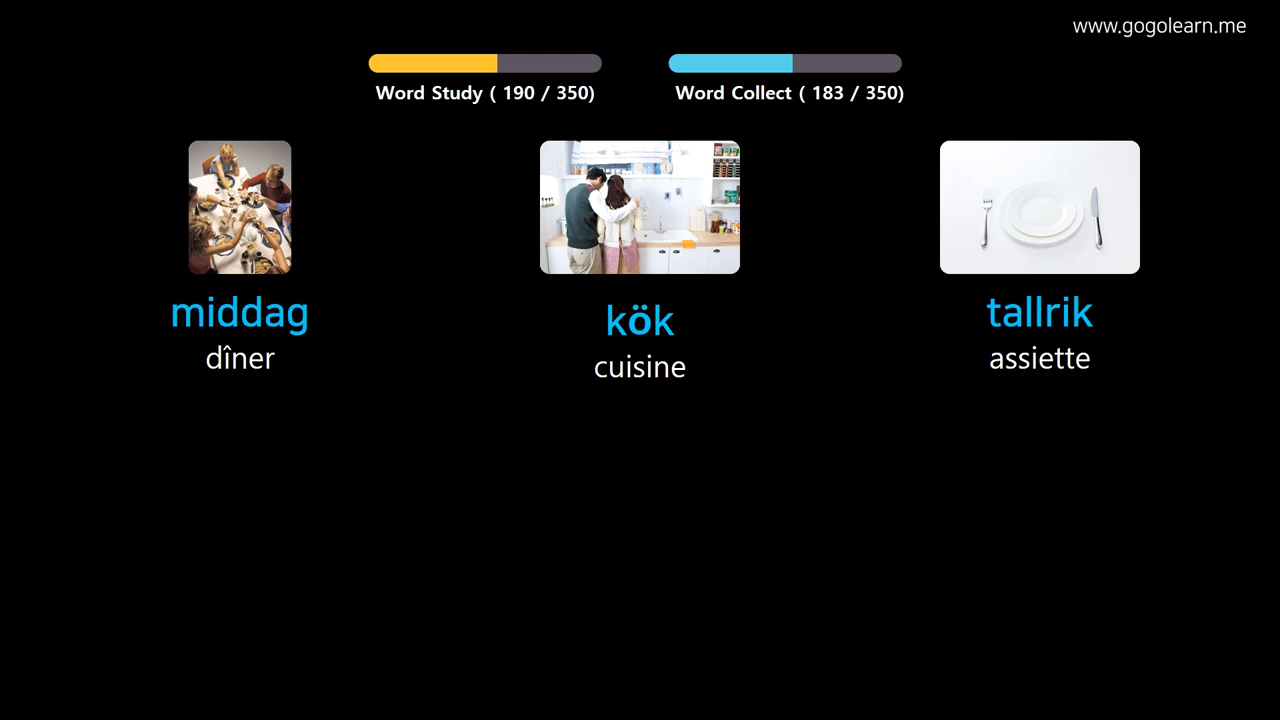 www.gogolearn.me
Word Study ( 190 / 350)
Word Collect ( 183 / 350)
middag
dîner
kök
cuisine
tallrik
assiette